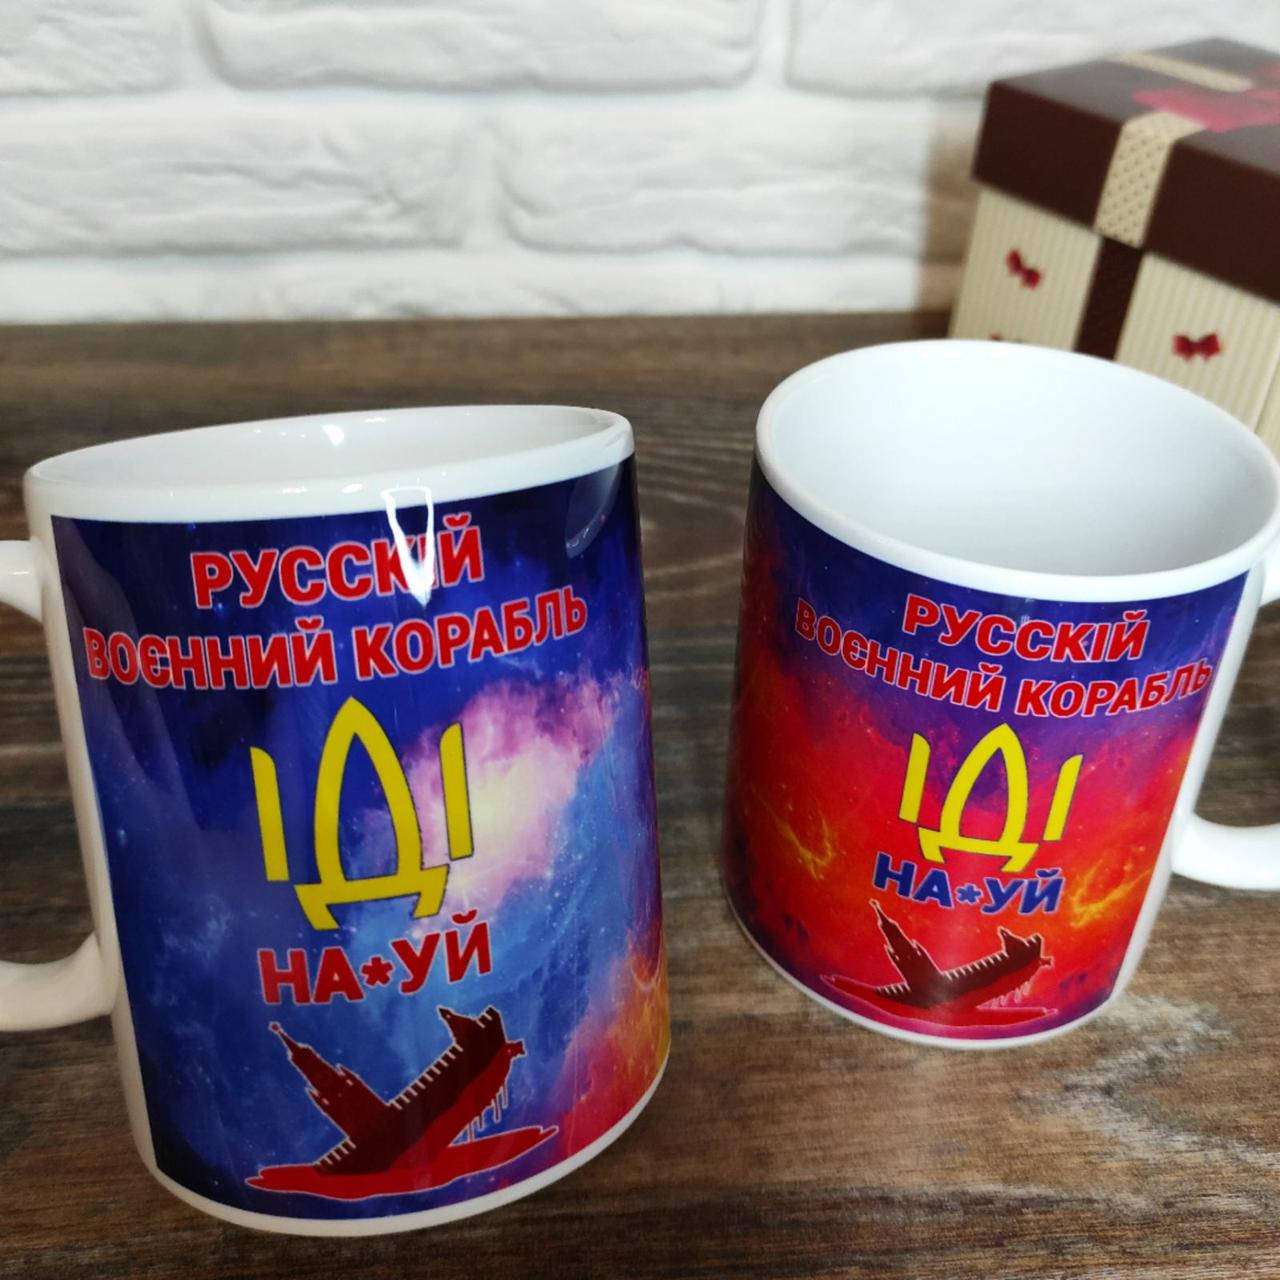 РУССКІЙ
ВОЄННИЙ КОРАБЛЬ
ІДІ
НА*УЙ
РУССКІЙ
ВОЄННИЙ КОРАБЛЬ
ІДІ
НА*УЙ